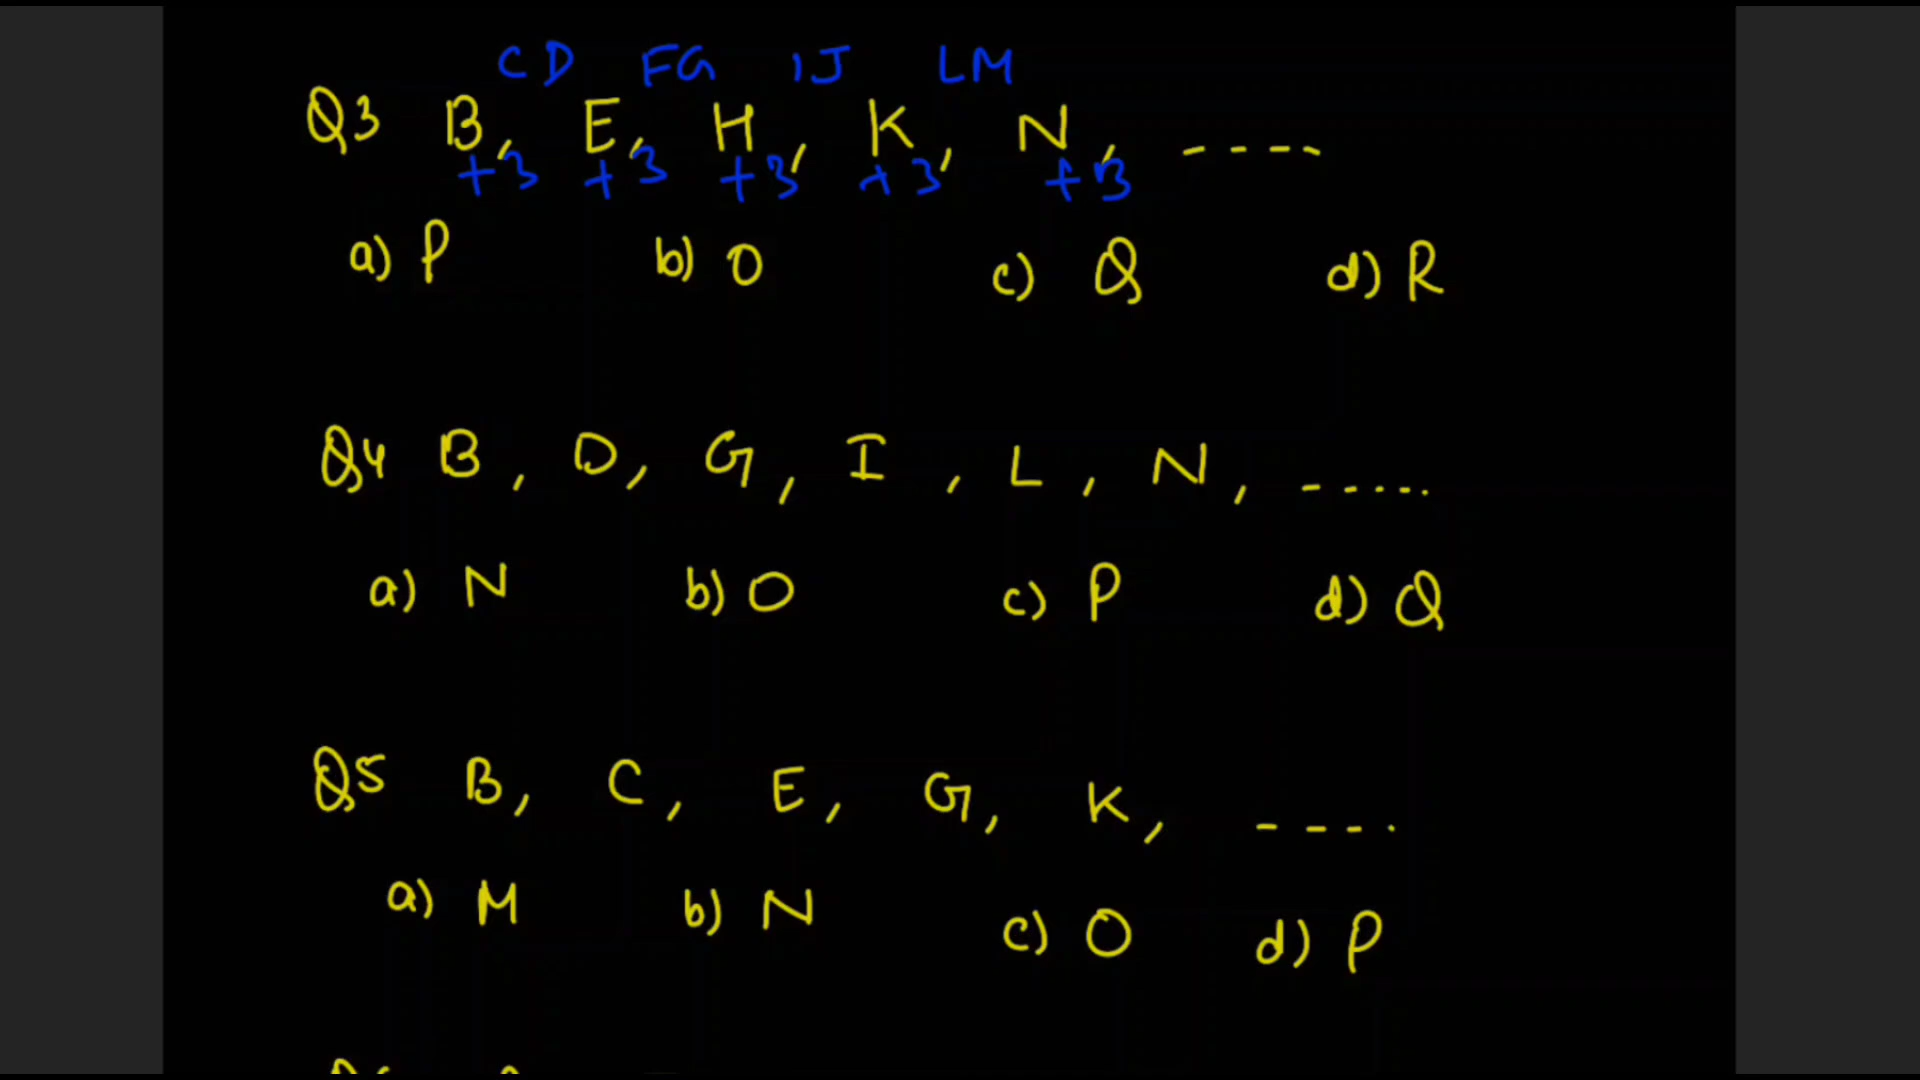 CD FG IJ LM
Q3 B, E, H, K, N, ----
+3 +3 +3 +3 +3
a) P b) O c) Q d) R
Q4 B, D, G, I, L, N, -----
a) N b) O c) P d) Q
Q5 B, C, E, G, K, ----
a) M b) N c) O d) P